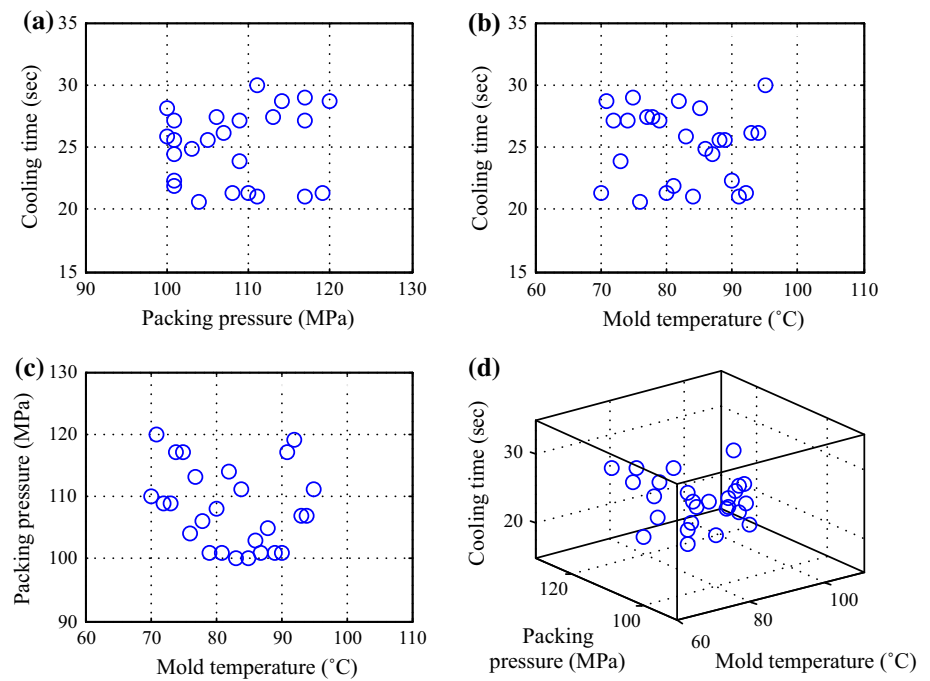 (a)
35
30
25
20
15
Cooling time (sec)
90 100 110 120 130
Packing pressure (MPa)
(b)
35
30
25
20
15
Cooling time (sec)
60 70 80 90 100 110
Mold temperature (˚C)
(c)
130
120
110
100
90
Packing pressure (MPa)
60 70 80 90 100 110
Mold temperature (˚C)
(d)
30
20
Cooling time (sec)
120
100
Packing
pressure (MPa)
60
80
100
Mold temperature (˚C)